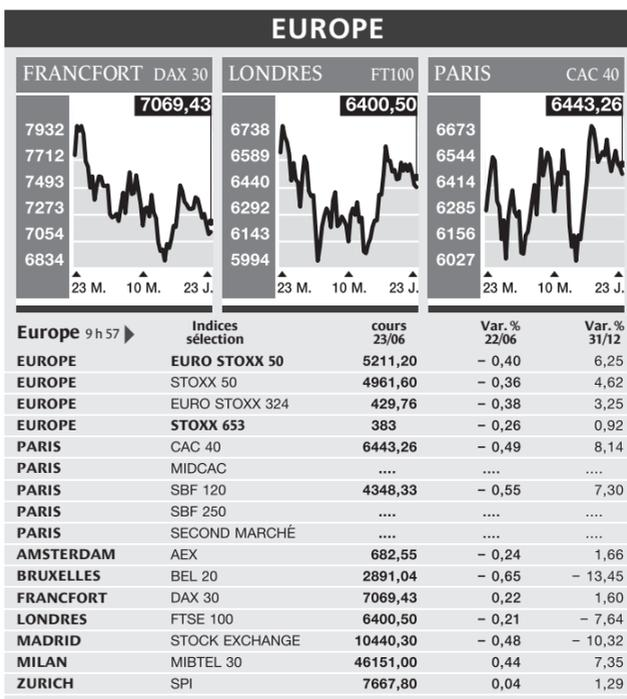 EUROPE
FRANCFORT DAX 30
7069,43
7932
7712
7493
7273
7054
6834
23 M. 10 M. 23 J.
LONDRES FT100
6400,50
6738
6589
6440
6292
6143
5994
23 M. 10 M. 23 J.
PARIS CAC 40
6443,26
6673
6544
6414
6285
6156
6027
23 M. 10 M. 23 J.
Europe 9 h 57 Indices sélection cours 23/06 Var. % 22/06 Var. % 31/12
EUROPE EURO STOXX 50 5211,20 – 0,40 6,25
EUROPE STOXX 50 4961,60 – 0,36 4,62
EUROPE EURO STOXX 324 429,76 – 0,38 3,25
EUROPE STOXX 653 383 – 0,26 0,92
PARIS CAC 40 6443,26 – 0,49 8,14
PARIS MIDCAC .... .... ....
PARIS SBF 120 4348,33 – 0,55 7,30
PARIS SBF 250 .... .... ....
PARIS SECOND MARCHÉ .... .... ....
AMSTERDAM AEX 682,55 – 0,24 1,66
BRUXELLES BEL 20 2891,04 – 0,65 – 13,45
FRANCFORT DAX 30 7069,43 0,22 1,60
LONDRES FTSE 100 6400,50 – 0,21 – 7,64
MADRID STOCK EXCHANGE 10440,30 – 0,48 – 10,32
MILAN MIBTEL 30 46151,00 0,44 7,35
ZURICH SPI 7667,80 0,04 1,29